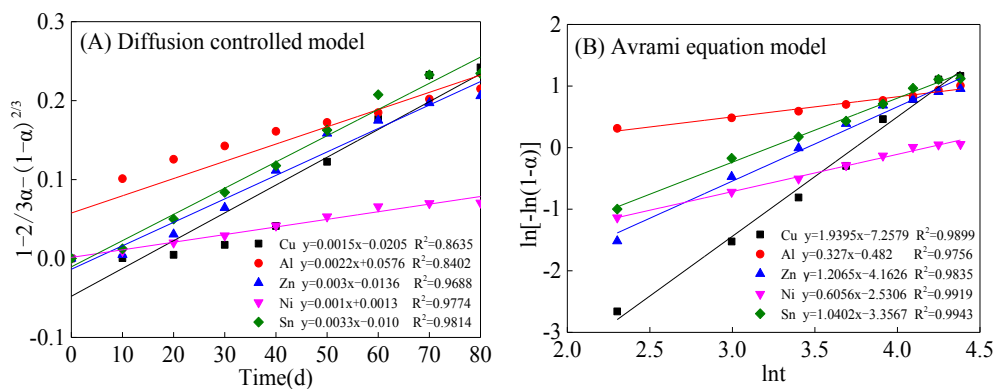 (A) Diffusion controlled model
0.3
0.2
0.1
0.0
-0.1
1−2/3α−(1−α)^{2/3}
0 10 20 30 40 50 60 70 80
Time(d)
Cu y=0.0015x−0.0205 R²=0.8635
Al y=0.0022x+0.0576 R²=0.8402
Zn y=0.003x−0.0136 R²=0.9688
Ni y=0.001x+0.0013 R²=0.9774
Sn y=0.0033x−0.010 R²=0.9814
(B) Avrami equation model
2
1
0
-1
-2
-3
ln[-ln(1-α)]
2.0 2.5 3.0 3.5 4.0 4.5
lnt
Cu y=1.9395x−7.2579 R²=0.9899
Al y=0.327x−0.482 R²=0.9756
Zn y=1.2065x−4.1626 R²=0.9835
Ni y=0.6056x−2.5306 R²=0.9919
Sn y=1.0402x−3.3567 R²=0.9943